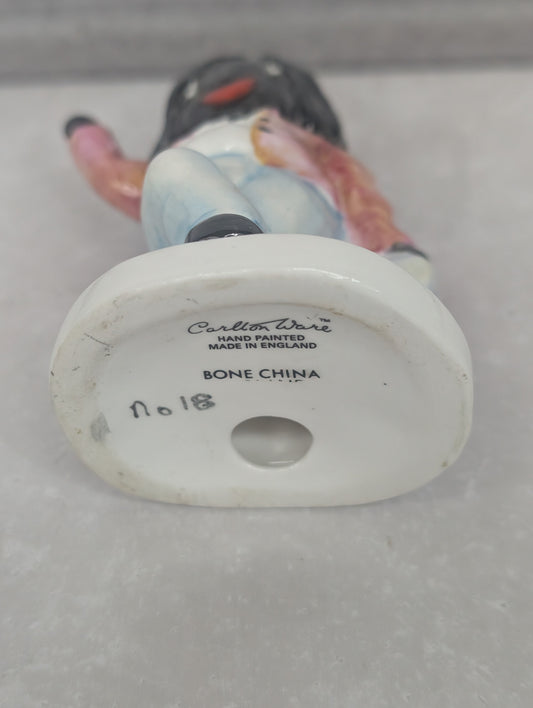 Carlton Ware™
HAND PAINTED
MADE IN ENGLAND
BONE CHINA
no 18